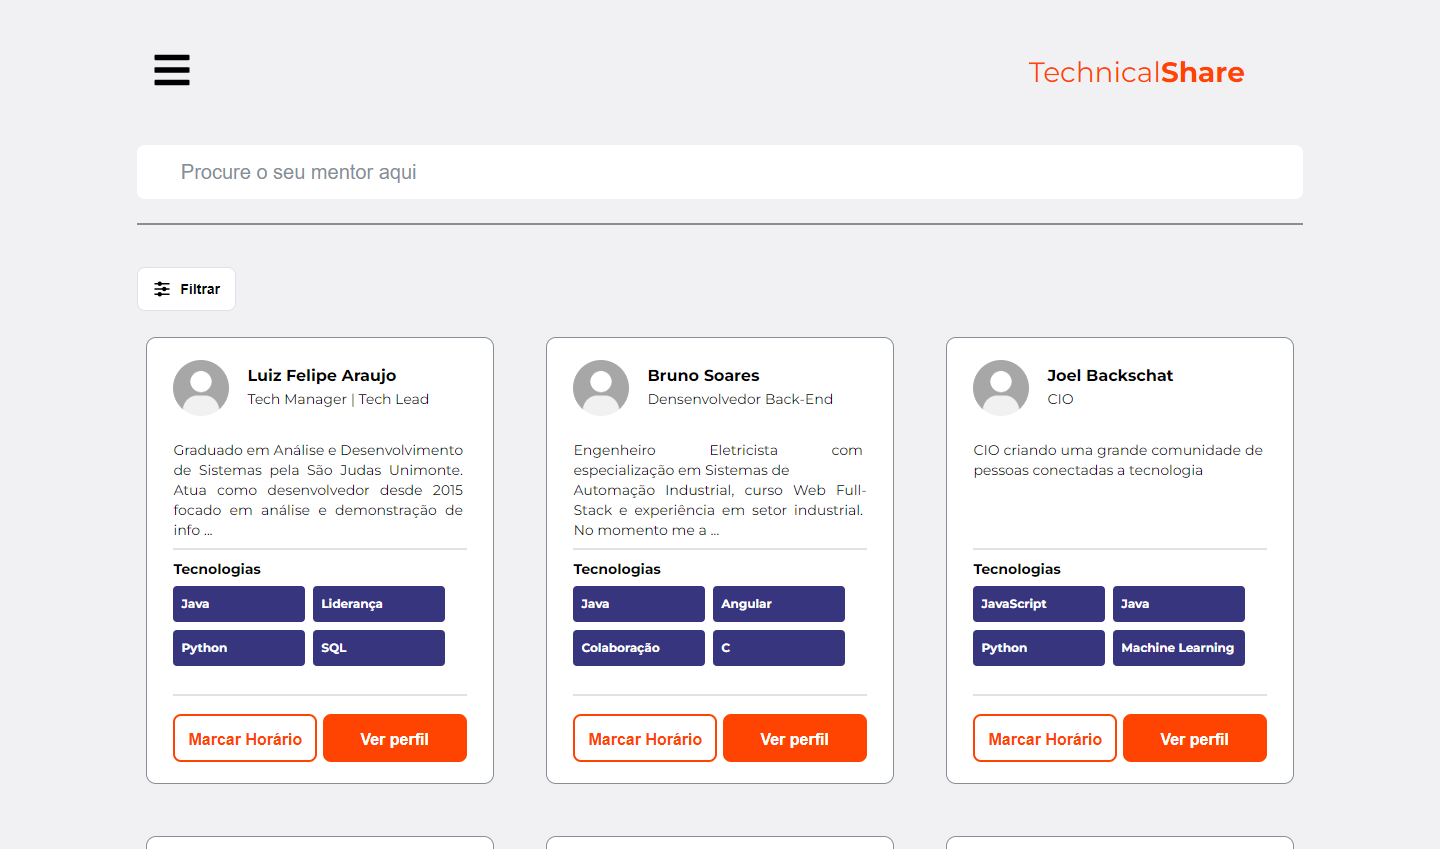 TechnicalShare
Procure o seu mentor aqui
Filtrar
Luiz Felipe Araujo
Tech Manager | Tech Lead
Graduado em Análise e Desenvolvimento
de Sistemas pela São Judas Unimonte.
Atua como desenvolvedor desde 2015
focado em análise e demonstração de
info ...
Tecnologias
Java
Liderança
Python
SQL
Marcar Horário
Ver perfil
Bruno Soares
Densenvolvedor Back-End
Engenheiro Eletricista com
especialização em Sistemas de
Automação Industrial, curso Web Full-
Stack e experiência em setor industrial.
No momento me a ...
Tecnologias
Java
Angular
Colaboração
C
Marcar Horário
Ver perfil
Joel Backschat
CIO
CIO criando uma grande comunidade de
pessoas conectadas a tecnologia
Tecnologias
JavaScript
Java
Python
Machine Learning
Marcar Horário
Ver perfil